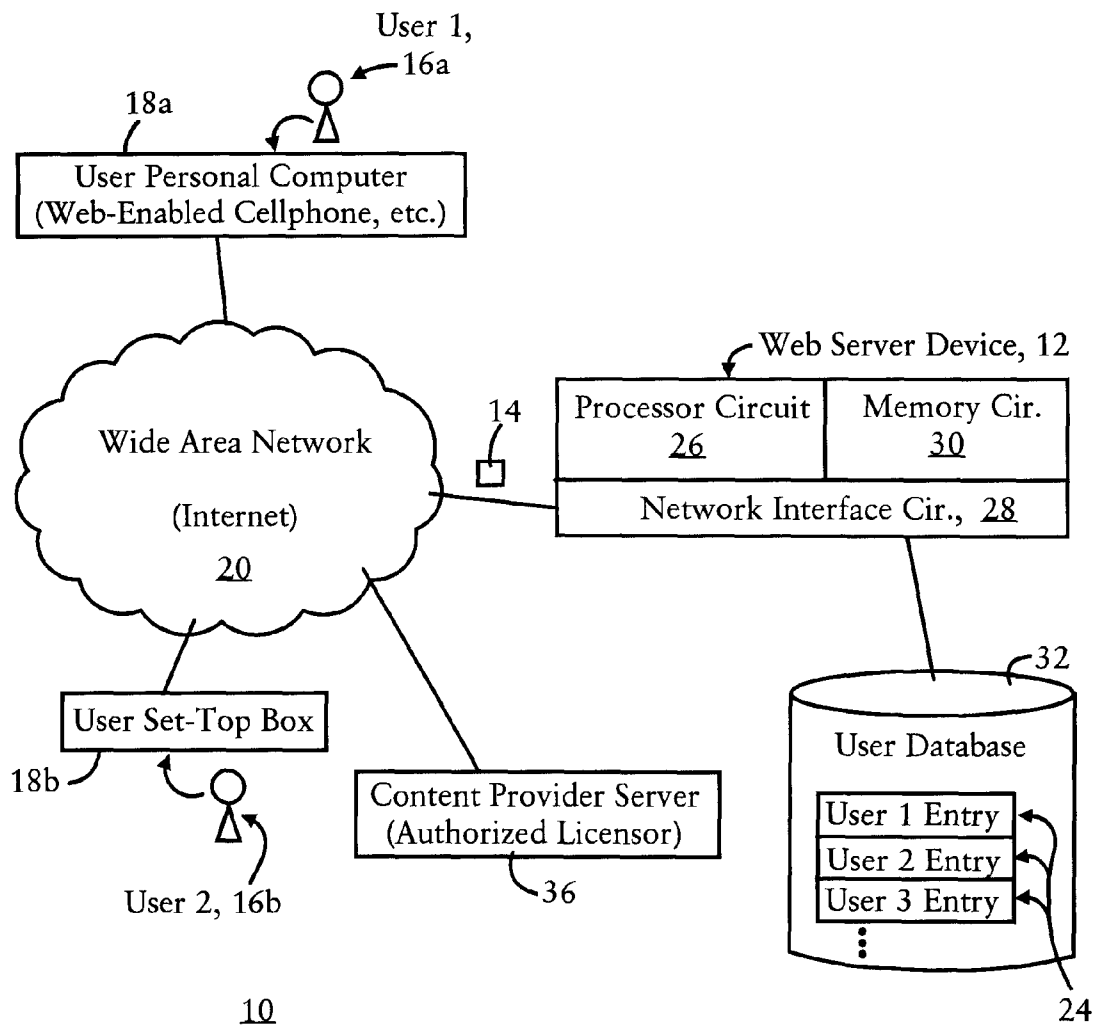 User 1,
16a
18a
User Personal Computer
(Web-Enabled Cellphone, etc.)
Web Server Device, 12
Processor Circuit
26
Memory Cir.
30
14
Network Interface Cir., 28
Wide Area Network
(Internet)
20
32
User Set-Top Box
18b
User 2, 16b
Content Provider Server
(Authorized Licensor)
36
User Database
User 1 Entry
User 2 Entry
User 3 Entry
24
10